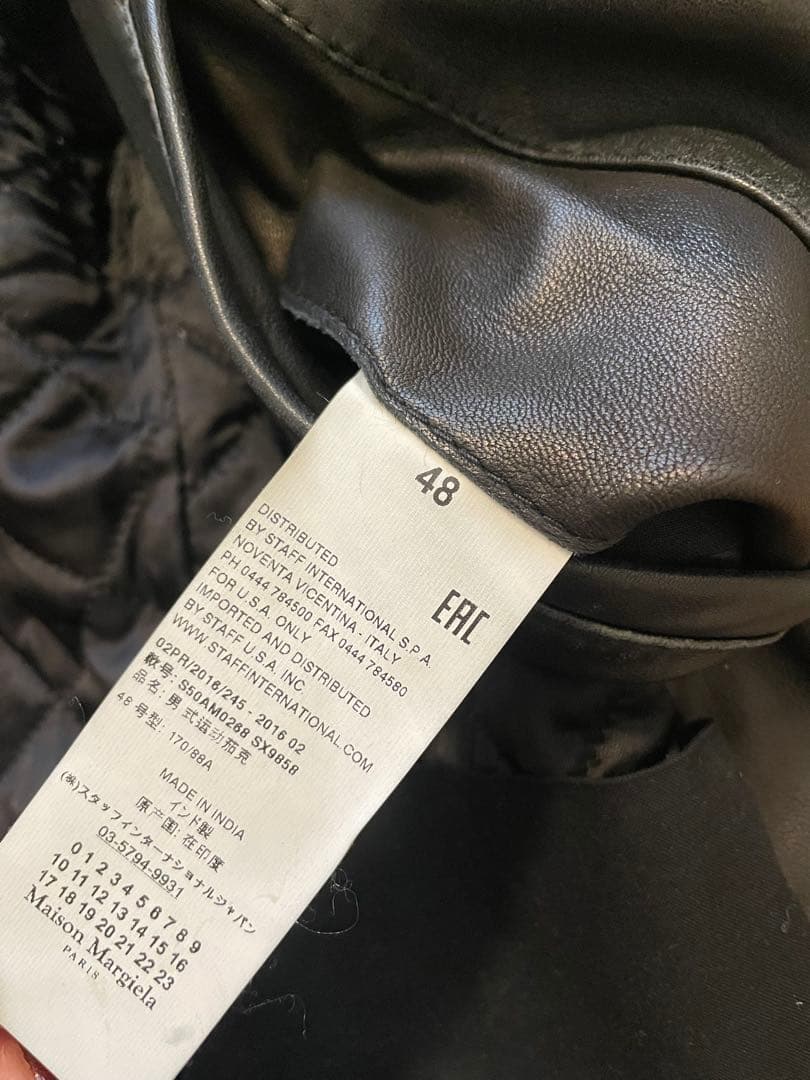 48
EAC
DISTRIBUTED
BY STAFF INTERNATIONAL S.P.A.
NOVENTA VICENTINA - ITALY
PH 0444 784500 FAX 0444 784580
FOR U.S.A. ONLY
IMPORTED AND DISTRIBUTED
BY STAFF U.S.A. INC
WWW.STAFFINTERNATIONAL.COM
02PR/2016/245 - 2016 02
款号: S50AM0268 SX9858
品名: 男式运动茄克
48 号型: 170/88A
MADE IN INDIA
インド製
原产国: 在印度
(株)スタッフインターナショナルジャパン
03-5794-9931
0 1 2 3 4 5 6 7 8 9
10 11 12 13 14 15 16
17 18 19 20 21 22 23
Maison Margiela
PARIS